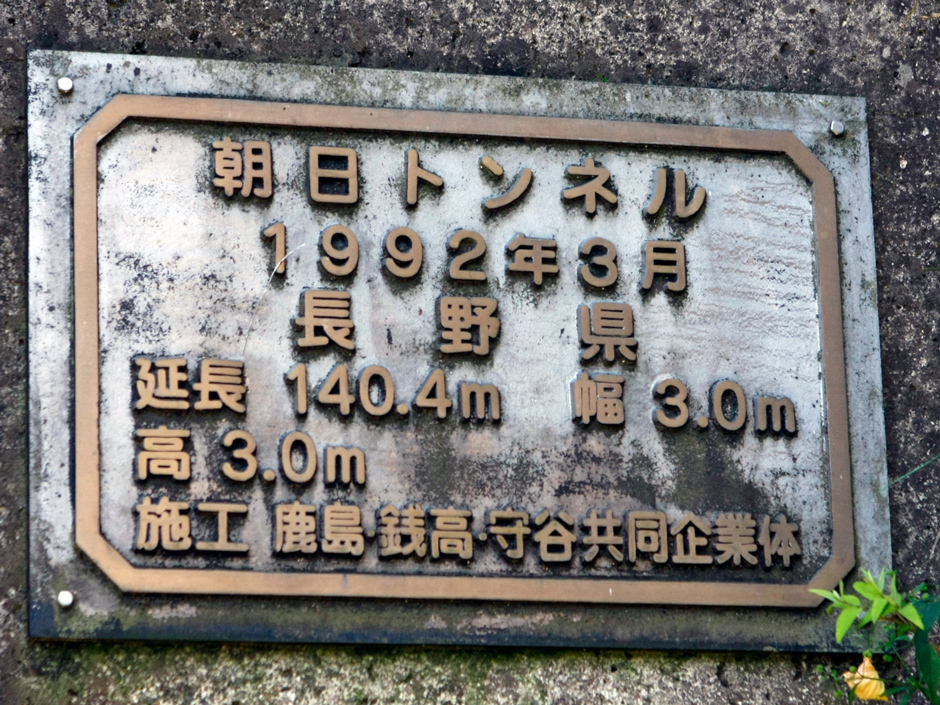 朝日トンネル
1992年3月
長野県
延長 140.4m 幅 3.0m
高 3.0m
施工 鹿島・銭高・守谷共同企業体